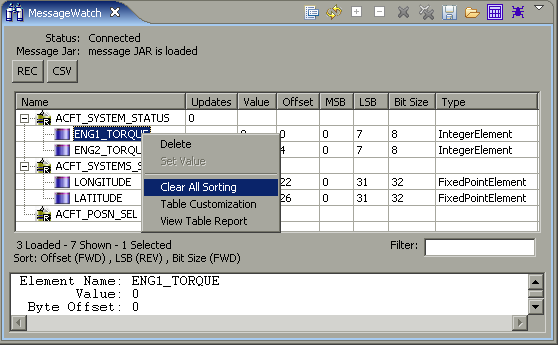 MessageWatch
Status: Connected
Message Jar: message JAR is loaded
REC CSV
Name Updates Value Offset MSB LSB Bit Size Type
ACFT_SYSTEM_STATUS 0
ENG1_TORQUE 0 0 0 7 8 IntegerElement
ENG2_TORQU 4 0 7 8 IntegerElement
ACFT_SYSTEMS_S
LONGITUDE 22 0 31 32 FixedPointElement
LATITUDE 26 0 31 32 FixedPointElement
ACFT_POSN_SEL
Delete
Set Value
Clear All Sorting
Table Customization
View Table Report
3 Loaded - 7 Shown - 1 Selected
Filter:
Sort: Offset (FWD) , LSB (REV) , Bit Size (FWD)
Element Name: ENG1_TORQUE
Value: 0
Byte Offset: 0